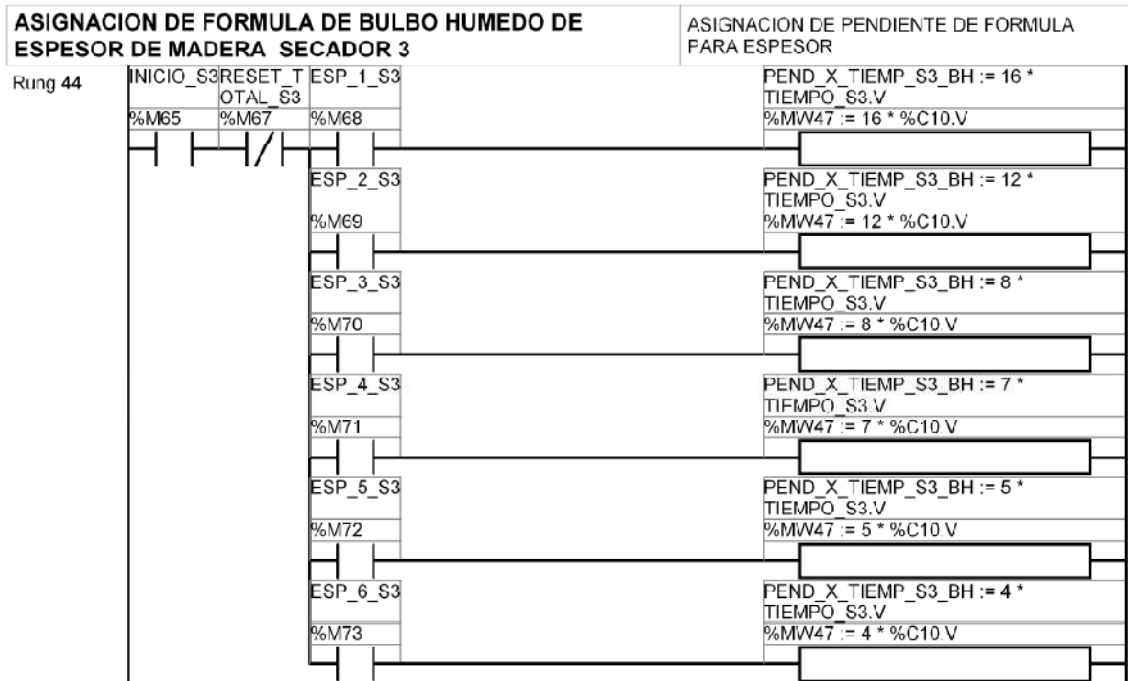 ASIGNACION DE FORMULA DE BULBO HUMEDO DE
ESPESOR DE MADERA SECADOR 3
ASIGNACION DE PENDIENTE DE FORMULA
PARA ESPESOR
Rung 44
INICIO_S3
RESET_T
OTAL_S3
ESP_1_S3
PEND_X_TIEMP_S3_BH := 16 *
TIEMPO_S3.V
%M65
%M67
%M68
%MW47 := 16 * %C10.V
ESP_2_S3
PEND_X_TIEMP_S3_BH := 12 *
TIEMPO_S3.V
%M69
%MW47 := 12 * %C10.V
ESP_3_S3
PEND_X_TIEMP_S3_BH := 8 *
TIEMPO_S3.V
%M70
%MW47 := 8 * %C10.V
ESP_4_S3
PEND_X_TIEMP_S3_BH := 7 *
TIEMPO_S3.V
%M71
%MW47 := 7 * %C10.V
ESP_5_S3
PEND_X_TIEMP_S3_BH := 5 *
TIEMPO_S3.V
%M72
%MW47 := 5 * %C10.V
ESP_6_S3
PEND_X_TIEMP_S3_BH := 4 *
TIEMPO_S3.V
%M73
%MW47 := 4 * %C10.V